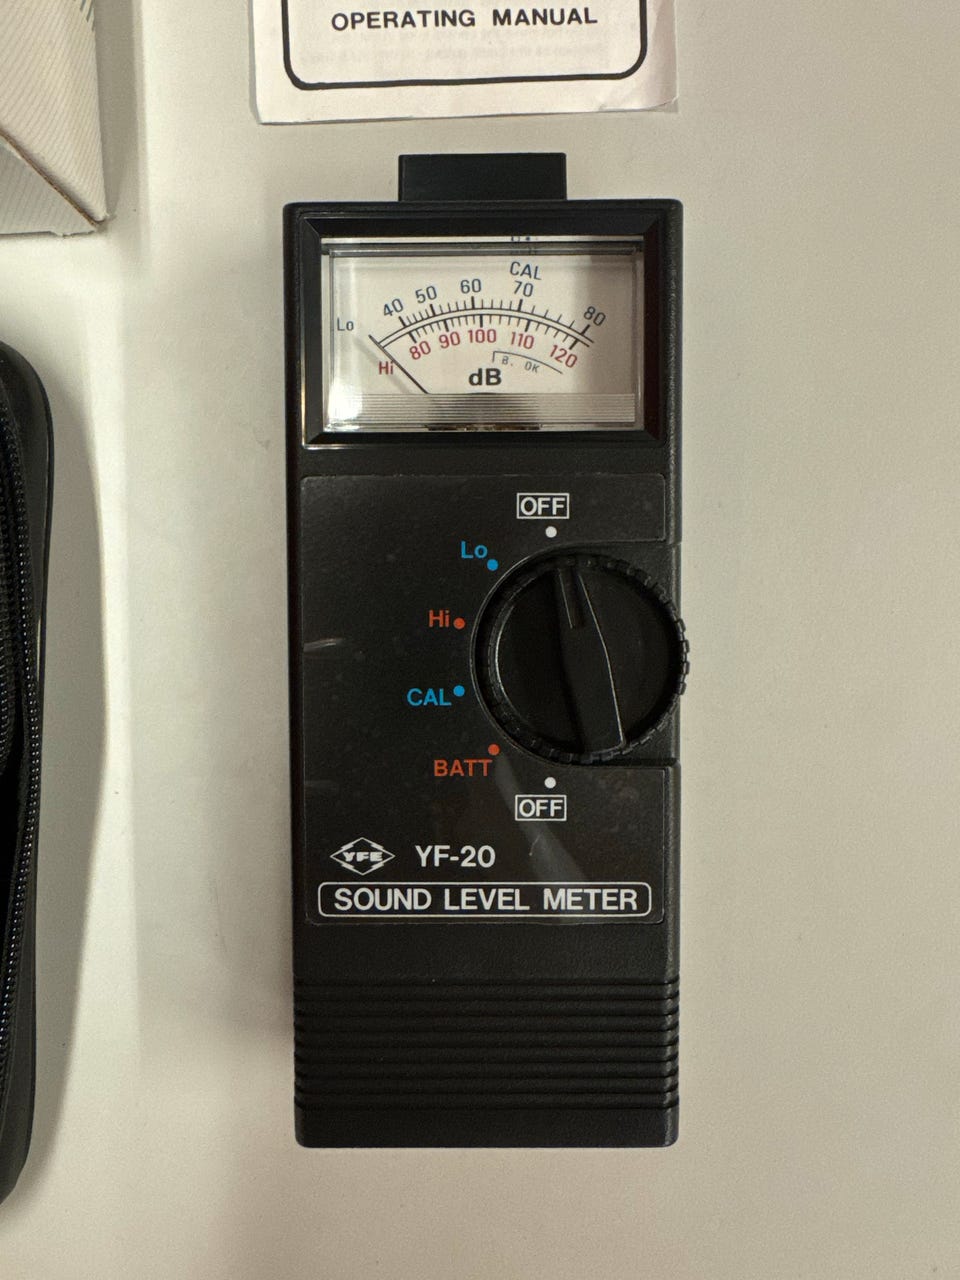 OPERATING MANUAL
CAL
40 50 60 70 80
Lo
80 90 100 110 120
Hi
B. OK
dB
OFF
Lo
Hi
CAL
BATT
OFF
YFE YF-20
SOUND LEVEL METER